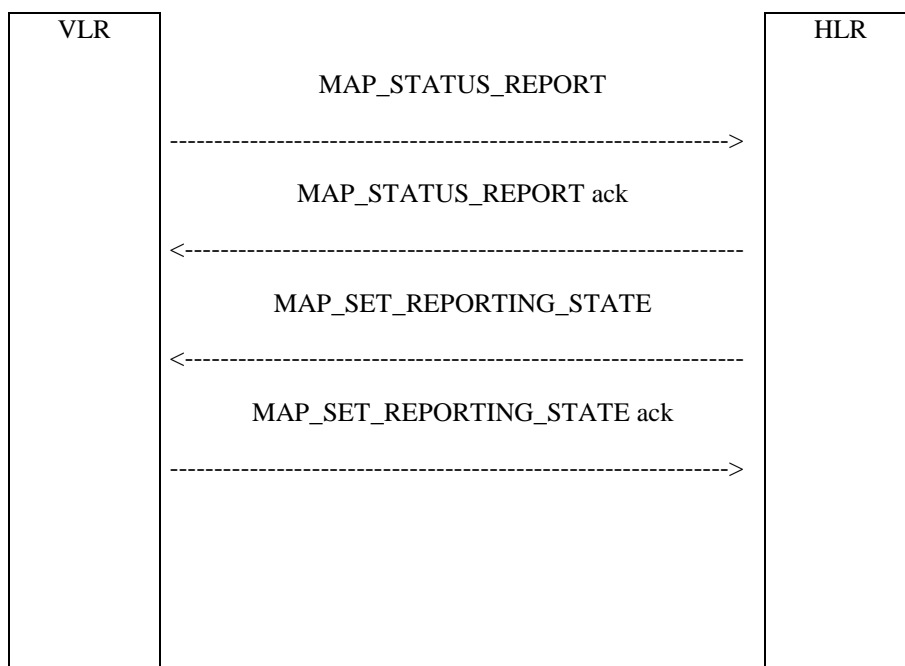 VLR HLR
MAP_STATUS_REPORT
--------------------------------------------------------------->
MAP_STATUS_REPORT ack
<---------------------------------------------------------------
MAP_SET_REPORTING_STATE
<---------------------------------------------------------------
MAP_SET_REPORTING_STATE ack
--------------------------------------------------------------->